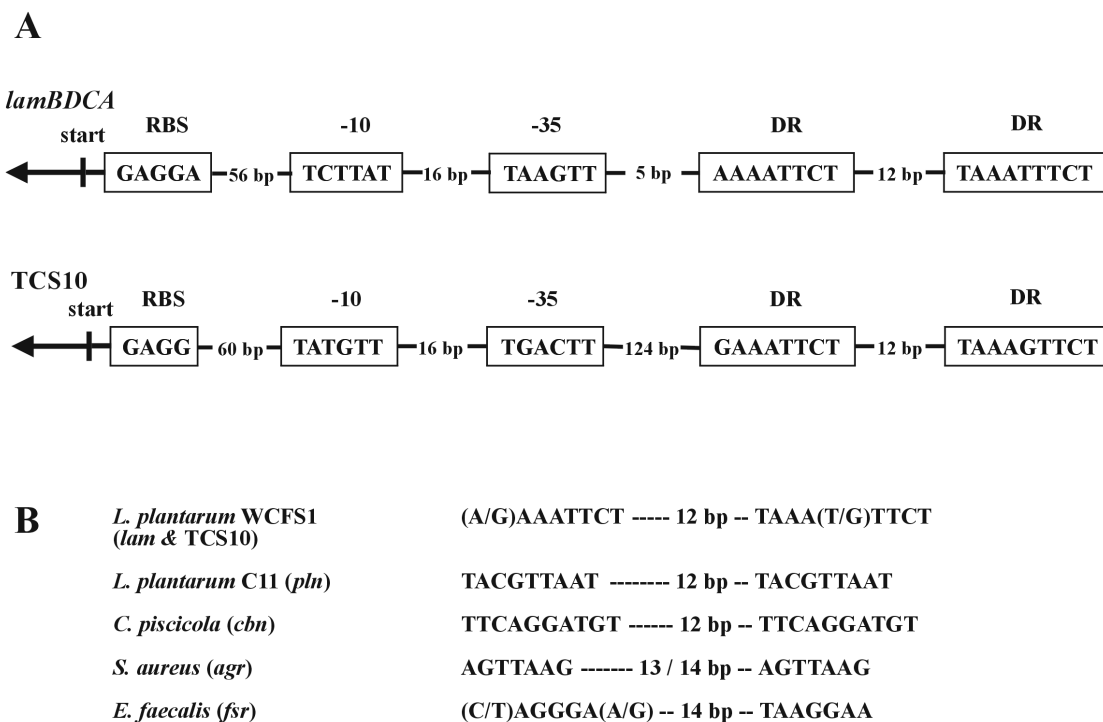 A
lamBDCA
start RBS -10 -35 DR DR
GAGGA 56 bp TCTTAT 16 bp TAAGTT 5 bp AAAATTCT 12 bp TAAATTTCT
TCS10
start RBS -10 -35 DR DR
GAGG 60 bp TATGTT 16 bp TGACTT 124 bp GAAATTCT 12 bp TAAAGTTCT
B
L. plantarum WCFS1 (A/G)AAATTCT ----- 12 bp -- TAAA(T/G)TTCT
(lam & TCS10)
L. plantarum C11 (pln) TACGTTAAT -------- 12 bp -- TACGTTAAT
C. piscicola (cbn) TTCAGGATGT ------ 12 bp -- TTCAGGATGT
S. aureus (agr) AGTTAAG ------- 13 / 14 bp -- AGTTAAG
E. faecalis (fsr) (C/T)AGGGA(A/G) -- 14 bp -- TAAGGAA